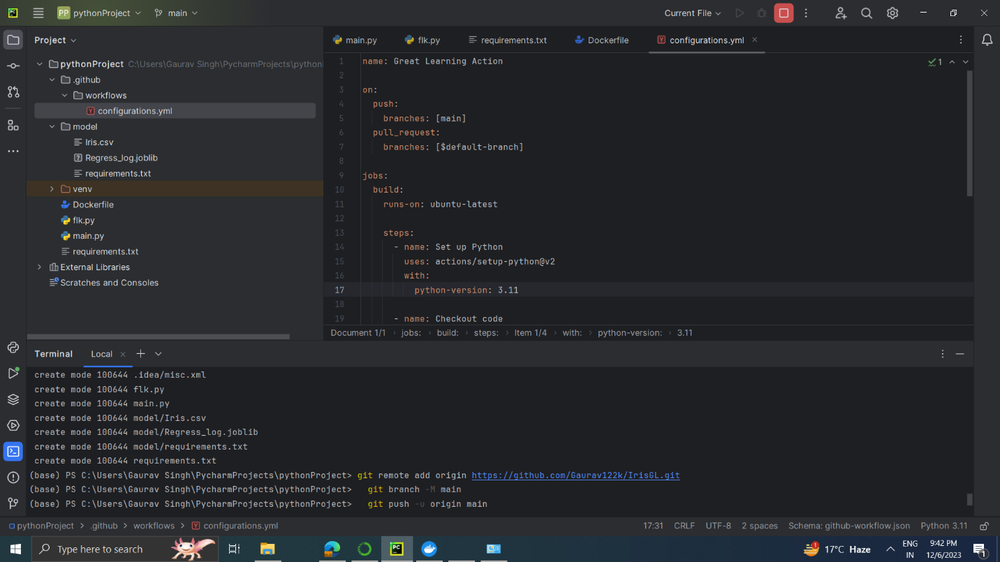 PP pythonProject main Current File
Project
main.py flk.py requirements.txt Dockerfile configurations.yml
pythonProject C:\Users\Gaurav Singh\PycharmProjects\python
.github
workflows
configurations.yml
model
Iris.csv
Regress_log.joblib
requirements.txt
venv
Dockerfile
flk.py
main.py
requirements.txt
External Libraries
Scratches and Consoles
1 name: Great Learning Action
2
3 on:
4 push:
5 branches: [main]
6 pull_request:
7 branches: [$default-branch]
8
9 jobs:
10 build:
11 runs-on: ubuntu-latest
12
13 steps:
14 - name: Set up Python
15 uses: actions/setup-python@v2
16 with:
17 python-version: 3.11
18
19 - name: Checkout code
1
Document 1/1 › jobs: › build: › steps: › Item 1/4 › with: › python-version: › 3.11
Terminal Local
create mode 100644 .idea/misc.xml
create mode 100644 flk.py
create mode 100644 main.py
create mode 100644 model/Iris.csv
create mode 100644 model/Regress_log.joblib
create mode 100644 model/requirements.txt
create mode 100644 requirements.txt
(base) PS C:\Users\Gaurav Singh\PycharmProjects\pythonProject> git remote add origin https://github.com/Gaurav122k/IrisGL.git
(base) PS C:\Users\Gaurav Singh\PycharmProjects\pythonProject> git branch -M main
(base) PS C:\Users\Gaurav Singh\PycharmProjects\pythonProject> git push -u origin main
pythonProject › .github › workflows › configurations.yml 17:31 CRLF UTF-8 2 spaces Schema: github-workflow.json Python 3.11
Type here to search
1 17°C Haze
ENG
IN
9:42 PM
12/6/2023
1